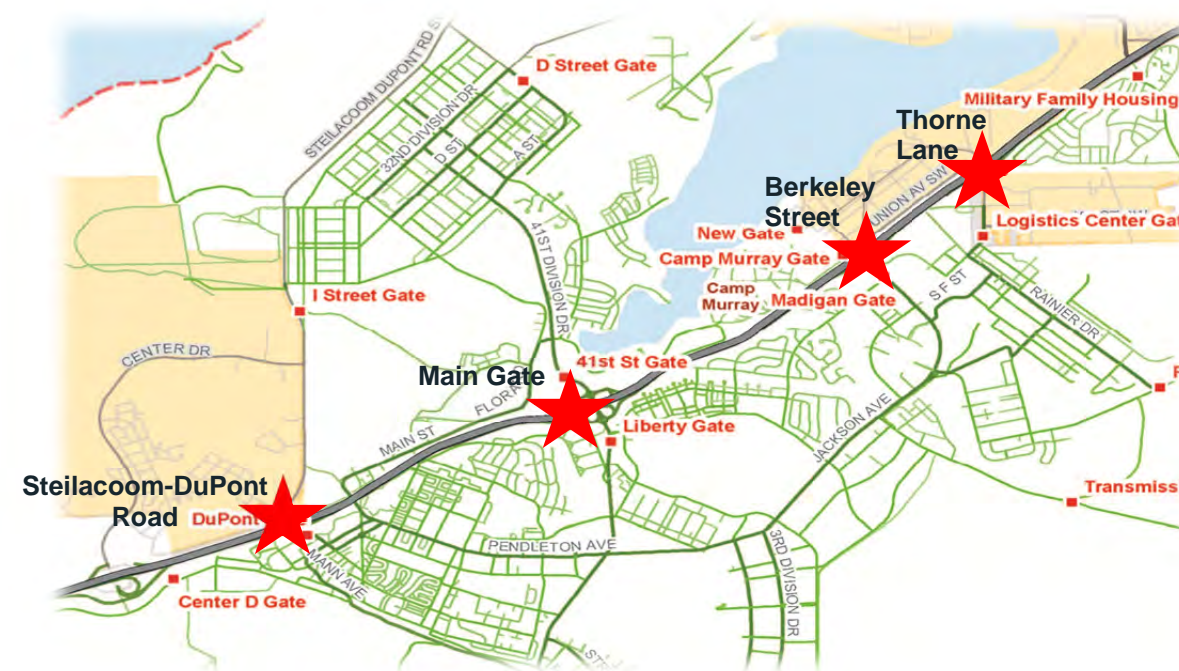 D Street Gate
STEILACOOM DUPONT RD S
32ND DIVISION DR
D ST
A ST
Military Family Housing
Thorne
Lane
UNION AV SW
Berkeley
Street
New Gate
Logistics Center Gat
Camp Murray Gate
Camp
Murray
Madigan Gate
S F ST
RAINIER DR
41ST DIVISION DR
I Street Gate
CENTER DR
41st St Gate
Main Gate
FLORA
Liberty Gate
MAIN ST
JACKSON AVE
Steilacoom-DuPont
Road
DuPont
Transmiss
PENDLETON AVE
MANN AVE
3RD DIVISION DR
Center D Gate